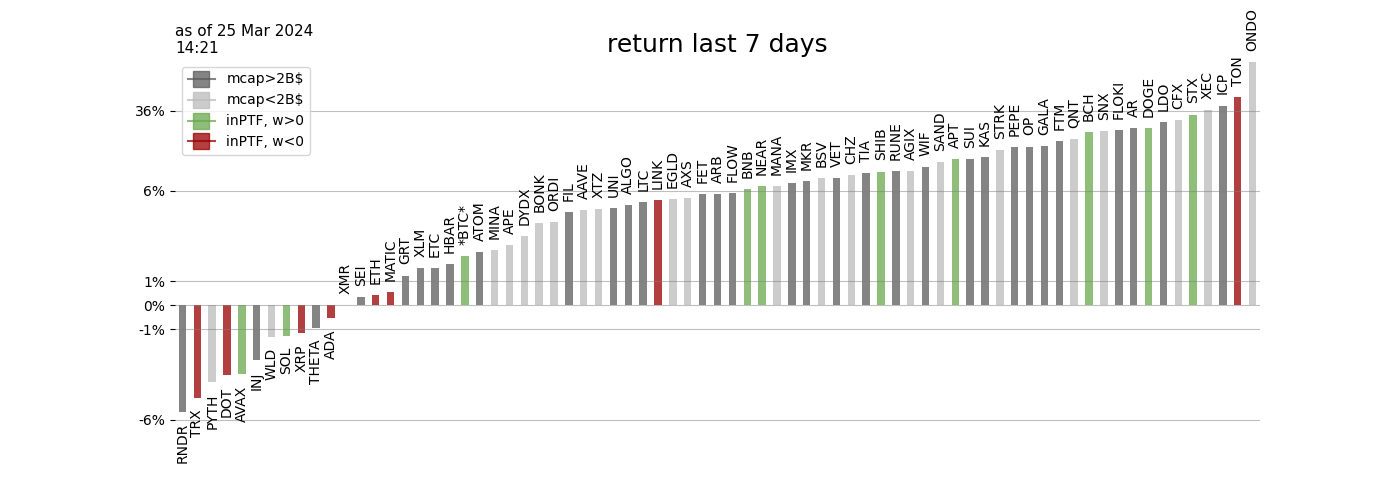 as of 25 Mar 2024
14:21
return last 7 days
mcap>2B$
mcap<2B$
inPTF, w>0
inPTF, w<0
36%
6%
1%
0%
-1%
-6%
RNDR
TRX
PYTH
DOT
AVAX
INJ
WLD
SOL
XRP
THETA
ADA
XMR
SEI
ETH
MATIC
GRT
XLM
ETC
HBAR
*BTC*
ATOM
MINA
APE
DYDX
BONK
ORDI
FIL
AAVE
XTZ
UNI
ALGO
LTC
LINK
EGLD
AXS
FET
ARB
FLOW
BNB
NEAR
MANA
IMX
MKR
BSV
VET
CHZ
TIA
SHIB
RUNE
AGIX
WIF
SAND
APT
SUI
KAS
STRK
PEPE
OP
GALA
FTM
QNT
BCH
SNX
FLOKI
AR
DOGE
LDO
CFX
STX
XEC
ICP
TON
ONDO